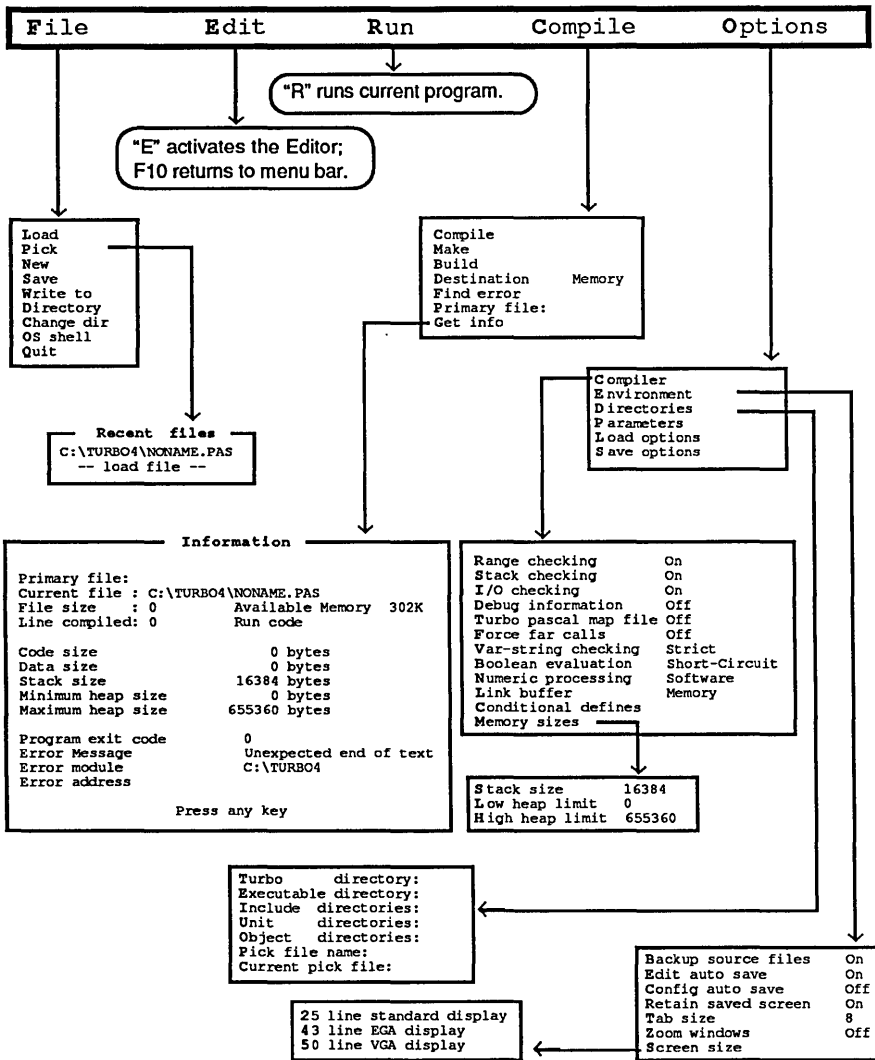 File Edit Run Compile Options
"R" runs current program.
"E" activates the Editor;
F10 returns to menu bar.
Load
Pick
New
Save
Write to
Directory
Change dir
OS shell
Quit
Compile
Make
Build
Destination Memory
Find error
Primary file:
Get info
Compiler
Environment
Directories
Parameters
Load options
Save options
Recent files
C:\TURBO4\NONAME.PAS
-- load file --
Information
Primary file:
Current file : C:\TURBO4\NONAME.PAS
File size : 0 Available Memory 302K
Line compiled: 0 Run code
Code size 0 bytes
Data size 0 bytes
Stack size 16384 bytes
Minimum heap size 0 bytes
Maximum heap size 655360 bytes
Program exit code 0
Error Message Unexpected end of text
Error module C:\TURBO4
Error address
Press any key
Range checking On
Stack checking On
I/O checking On
Debug information Off
Turbo pascal map file Off
Force far calls Off
Var-string checking Strict
Boolean evaluation Short-Circuit
Numeric processing Software
Link buffer Memory
Conditional defines
Memory sizes
Stack size 16384
Low heap limit 0
High heap limit 655360
Turbo directory:
Executable directory:
Include directories:
Unit directories:
Object directories:
Pick file name:
Current pick file:
Backup source files On
Edit auto save On
Config auto save Off
Retain saved screen On
Tab size 8
Zoom windows Off
Screen size
25 line standard display
43 line EGA display
50 line VGA display